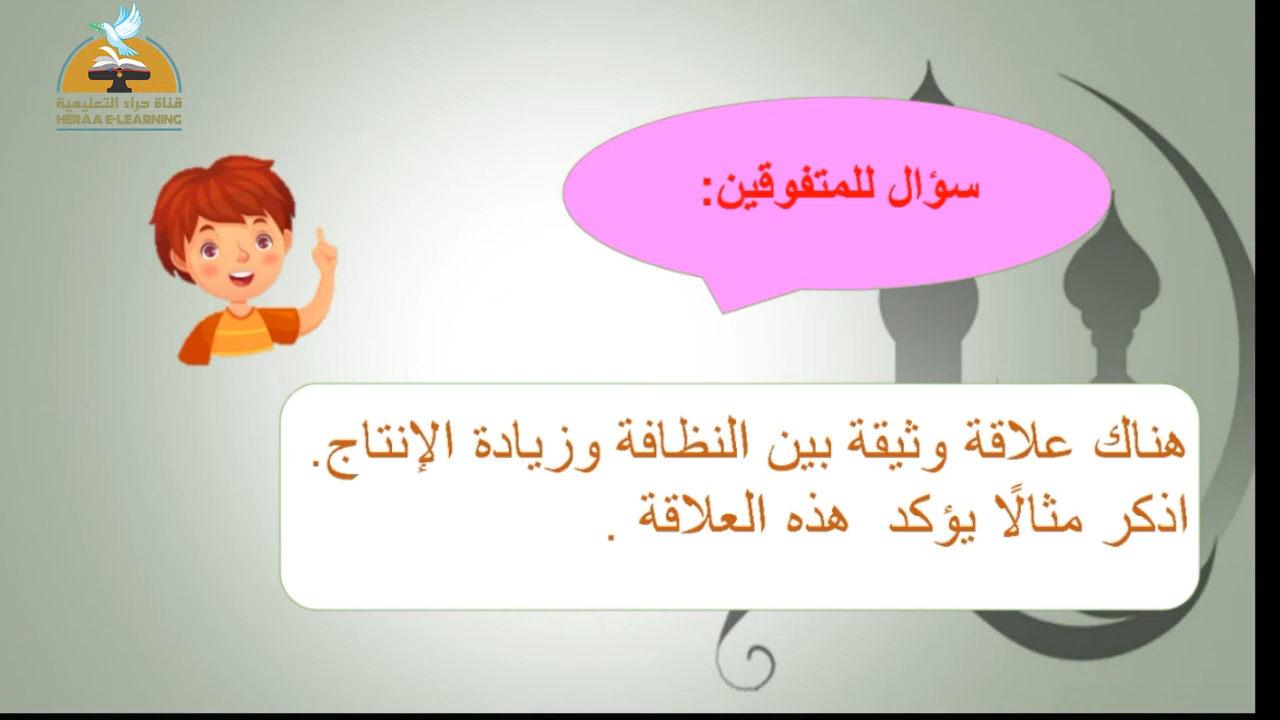 قناة حراء التعليمية
HERAA E-LEARNING
سؤال للمتفوقين:
هناك علاقة وثيقة بين النظافة وزيادة الإنتاج.
اذكر مثالًا يؤكد هذه العلاقة .